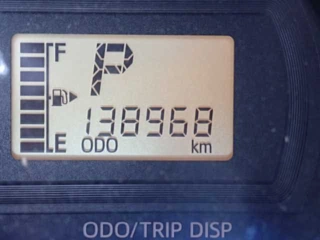 F
P
138968
E ODO km
ODO/TRIP DISP